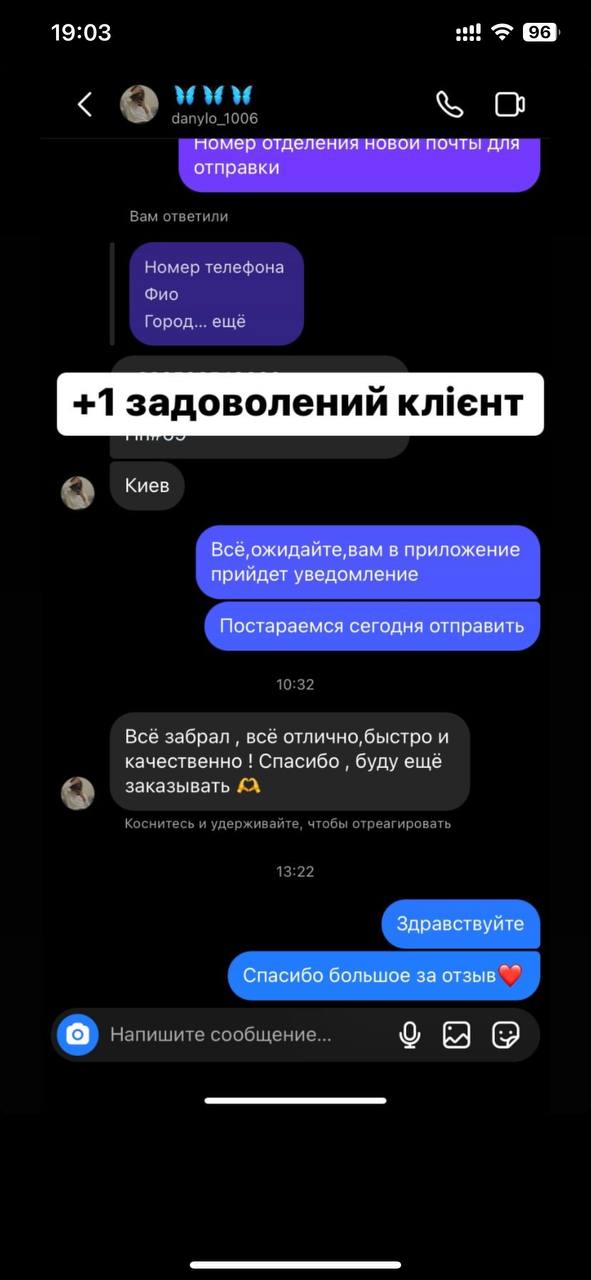 19:03
96
🦋🦋🦋
danylo_1006
Номер отделения новой почты для
отправки
Вам ответили
Номер телефона
Фио
Город... ещё
+1 задоволений клієнт
Киев
Всё,ожидайте,вам в приложение
прийдет уведомление
Постараемся сегодня отправить
10:32
Всё забрал , всё отлично,быстро и
качественно ! Спасибо , буду ещё
заказывать 🫶
Коснитесь и удерживайте, чтобы отреагировать
13:22
Здравствуйте
Спасибо большое за отзыв❤️
Напишите сообщение...